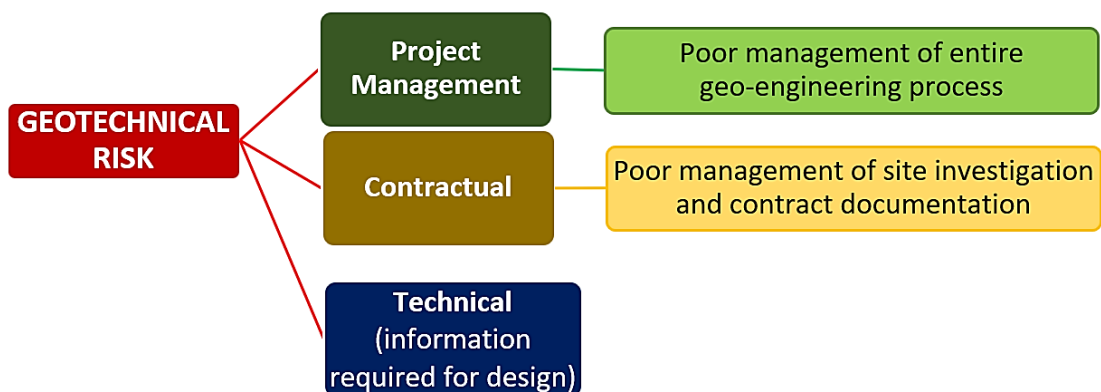 GEOTECHNICAL
RISK
Project
Management
Poor management of entire
geo-engineering process
Contractual
Poor management of site investigation
and contract documentation
Technical
(information
required for design)